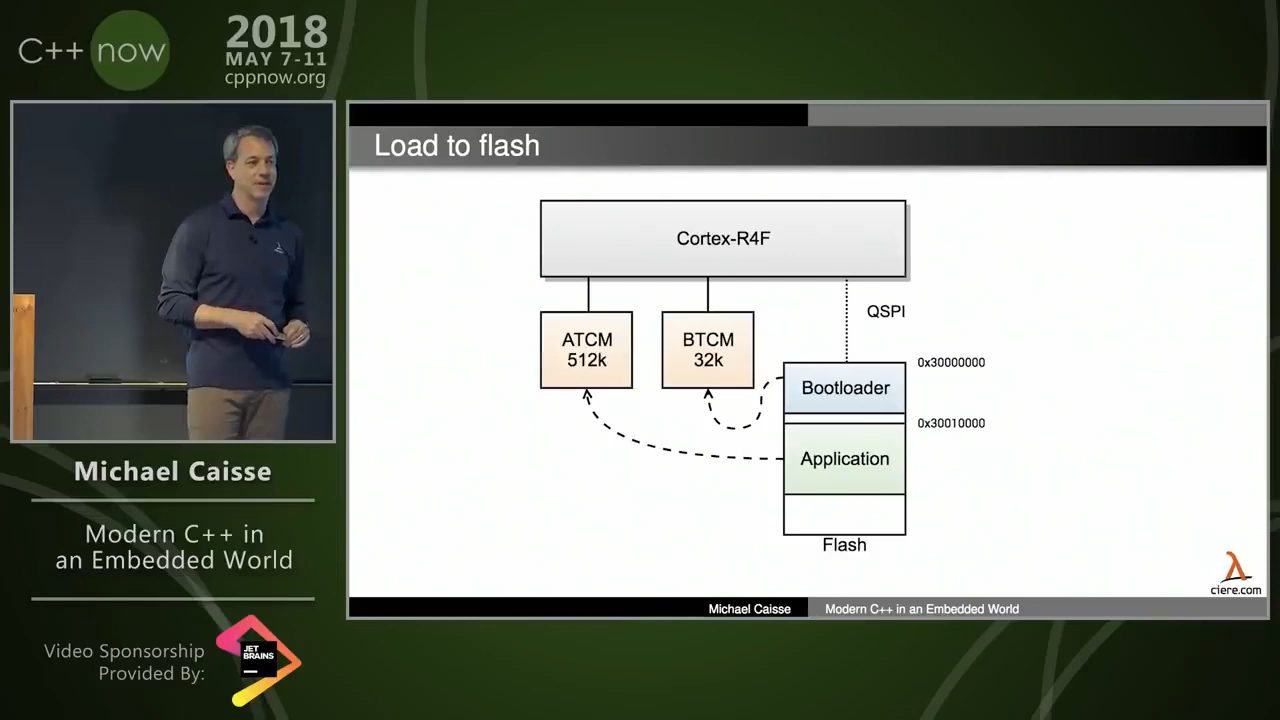 C++ now
2018
MAY 7-11
cppnow.org
Load to flash
Cortex-R4F
QSPI
ATCM
512k
BTCM
32k
0x30000000
Bootloader
0x30010000
Application
Flash
λ
ciere.com
Michael Caisse
Modern C++ in an Embedded World
Michael Caisse
Modern C++ in
an Embedded World
Video Sponsorship
Provided By:
JET
BRAINS